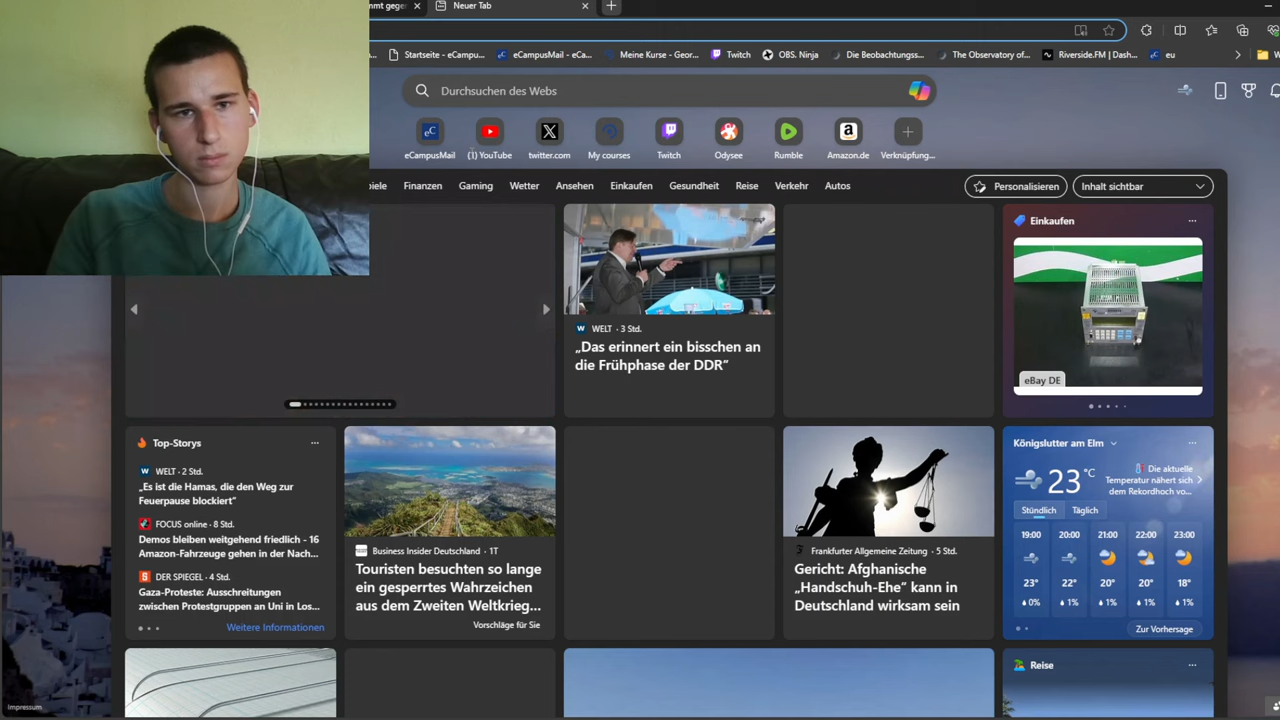 mmt gegen
Neuer Tab
Startseite - eCampu...
eCampusMail - eCa...
Meine Kurse - Geor...
Twitch
OBS. Ninja
Die Beobachtungss...
The Observatory of...
Riverside.FM | Dash...
eu
Durchsuchen des Webs
eCampusMail
(1) YouTube
twitter.com
My courses
Twitch
Odysee
Rumble
Amazon.de
Verknüpfung...
piele
Finanzen
Gaming
Wetter
Ansehen
Einkaufen
Gesundheit
Reise
Verkehr
Autos
Personalisieren
Inhalt sichtbar
WELT · 3 Std.
„Das erinnert ein bisschen an
die Frühphase der DDR“
Einkaufen
eBay DE
Top-Storys
WELT · 2 Std.
„Es ist die Hamas, die den Weg zur
Feuerpause blockiert“
FOCUS online · 8 Std.
Demos bleiben weitgehend friedlich - 16
Amazon-Fahrzeuge gehen in der Nach...
DER SPIEGEL · 4 Std.
Gaza-Proteste: Ausschreitungen
zwischen Protestgruppen an Uni in Los...
Weitere Informationen
Business Insider Deutschland · 1T
Touristen besuchten so lange
ein gesperrtes Wahrzeichen
aus dem Zweiten Weltkrieg...
Vorschläge für Sie
Frankfurter Allgemeine Zeitung · 5 Std.
Gericht: Afghanische
„Handschuh-Ehe“ kann in
Deutschland wirksam sein
Königslutter am Elm
23 °C
Die aktuelle
Temperatur nähert sich
dem Rekordhoch vo...
Stündlich
Täglich
19:00 20:00 21:00 22:00 23:00
23° 22° 20° 20° 18°
0% 1% 1% 1% 1%
Zur Vorhersage
Reise
Impressum